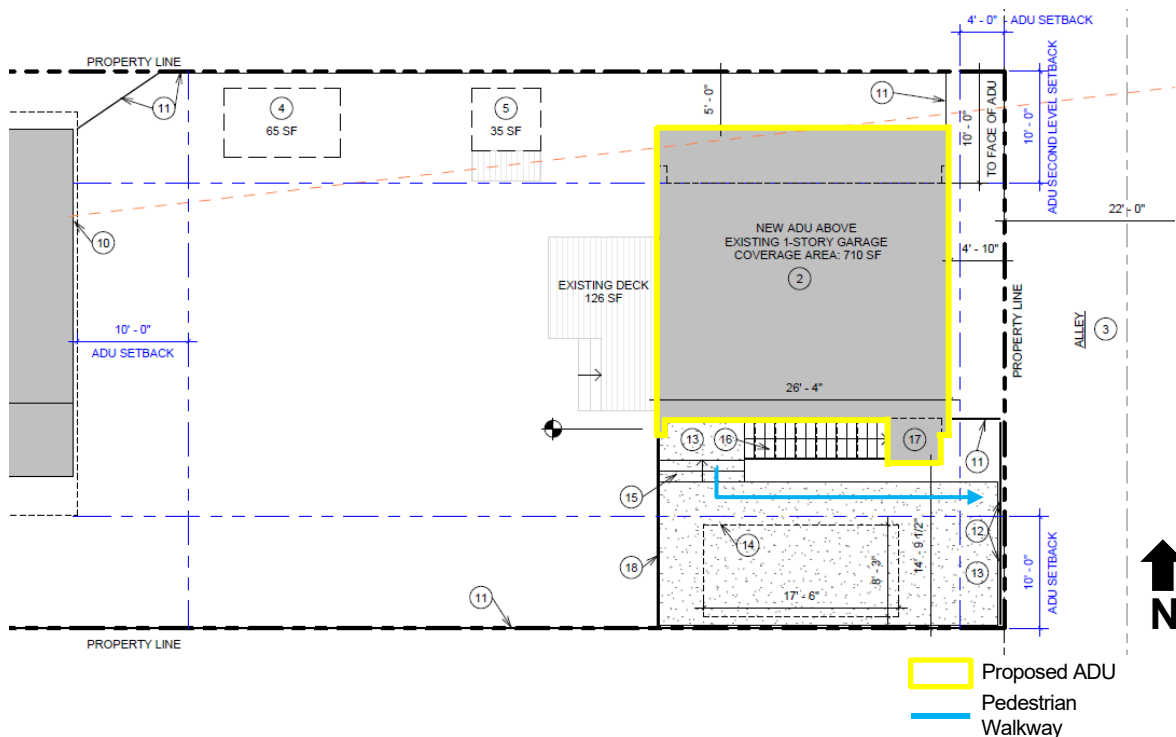 4' - 0" - ADU SETBACK
PROPERTY LINE
11
4
65 SF
5
35 SF
5' - 0"
11
10' - 0"
TO FACE OF ADU
10' - 0"
ADU SECOND LEVEL SETBACK
22' - 0"
10
NEW ADU ABOVE
EXISTING 1-STORY GARAGE
COVERAGE AREA: 710 SF
2
4' - 10"
EXISTING DECK
126 SF
PROPERTY LINE
ALLEY
3
10' - 0"
ADU SETBACK
26' - 4"
13
16
17
11
15
12
14
14' - 9 1/2"
8' - 3"
18
13
10' - 0"
ADU SETBACK
17' - 6"
11
PROPERTY LINE
N
Proposed ADU
Pedestrian
Walkway